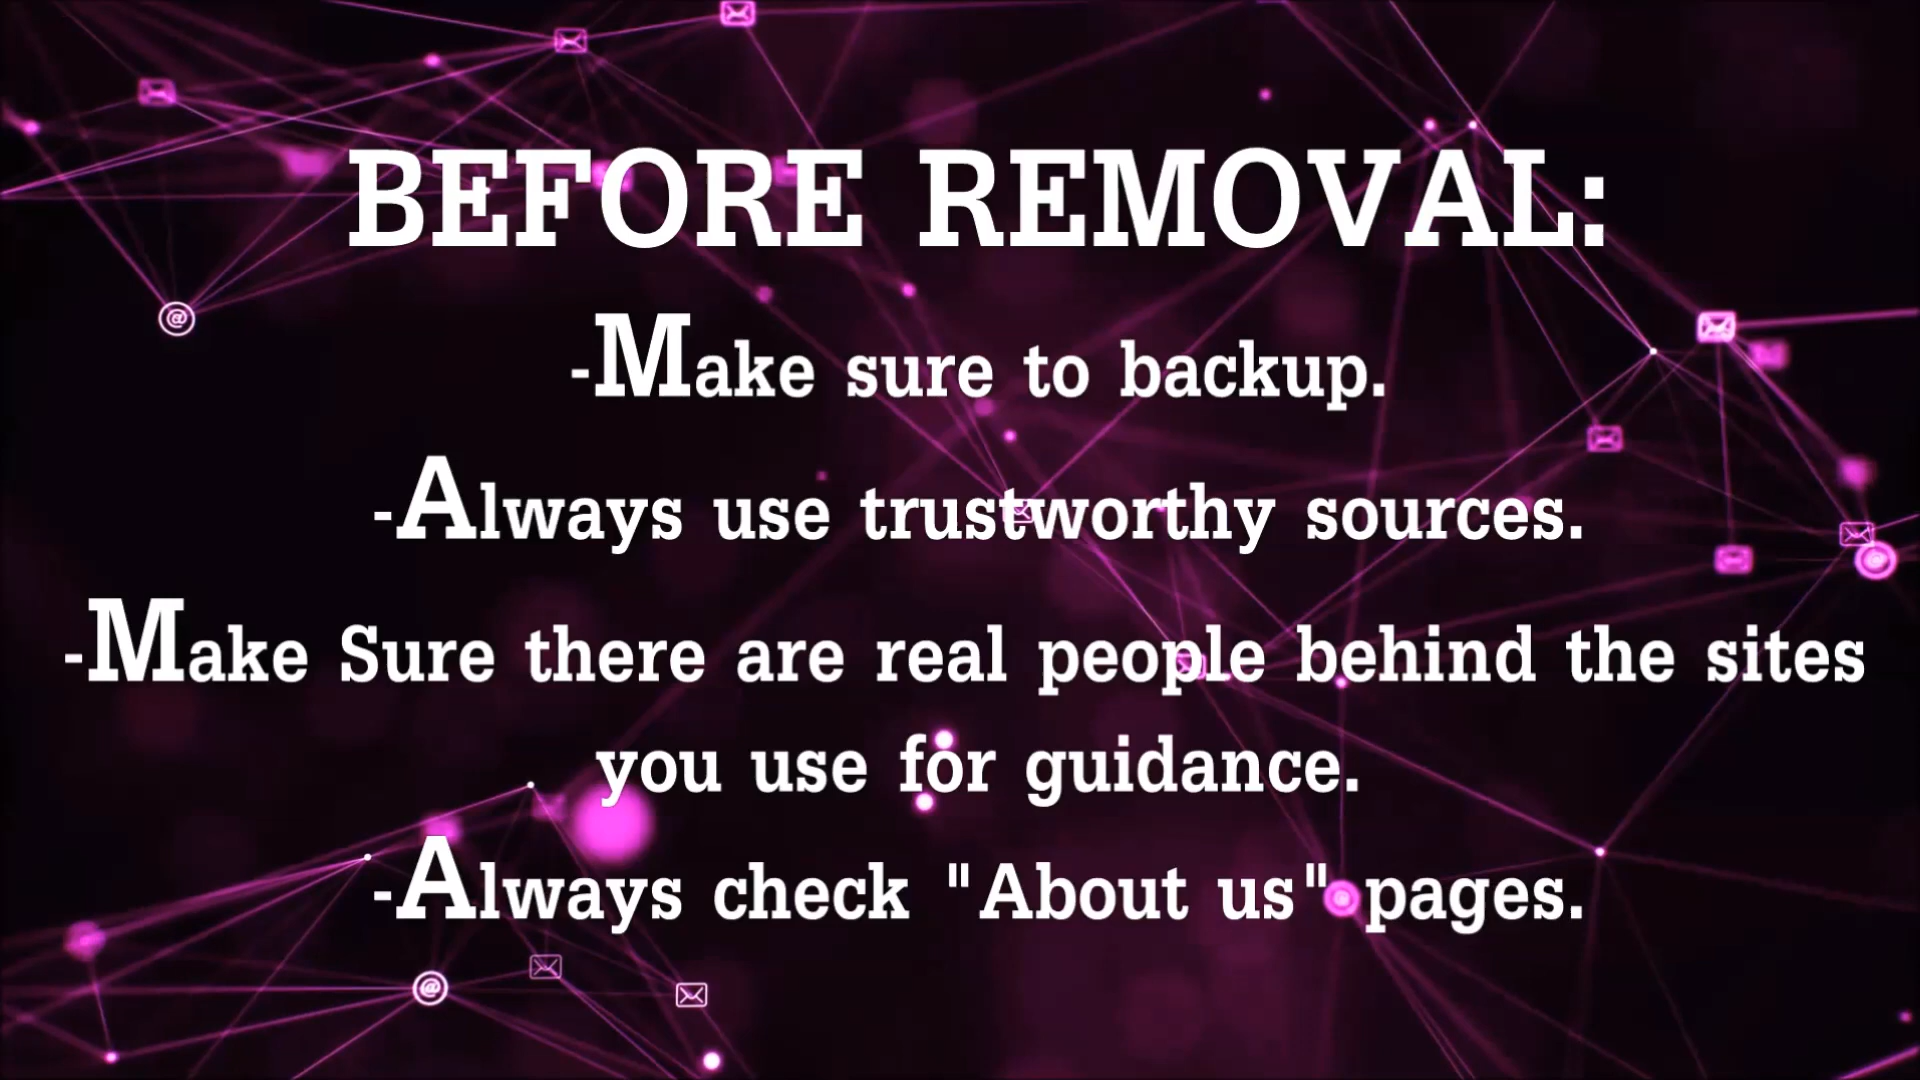 BEFORE REMOVAL:
-Make sure to backup.
-Always use trustworthy sources.
-Make Sure there are real people behind the sites
you use for guidance.
-Always check "About us" pages.